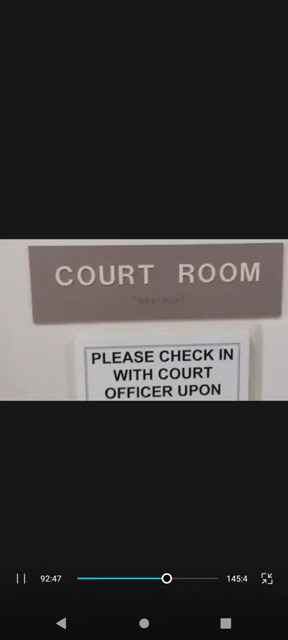 COURT ROOM
PLEASE CHECK IN
WITH COURT
OFFICER UPON
92:47
145:4